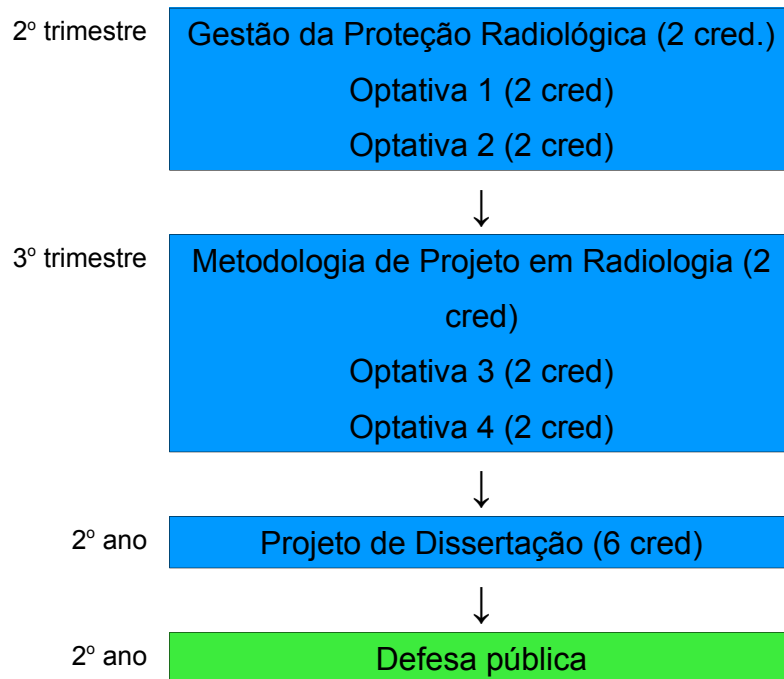 2º trimestre
Gestão da Proteção Radiológica (2 cred.)
Optativa 1 (2 cred)
Optativa 2 (2 cred)
3º trimestre
Metodologia de Projeto em Radiologia (2
cred)
Optativa 3 (2 cred)
Optativa 4 (2 cred)
2º ano
Projeto de Dissertação (6 cred)
2º ano
Defesa pública